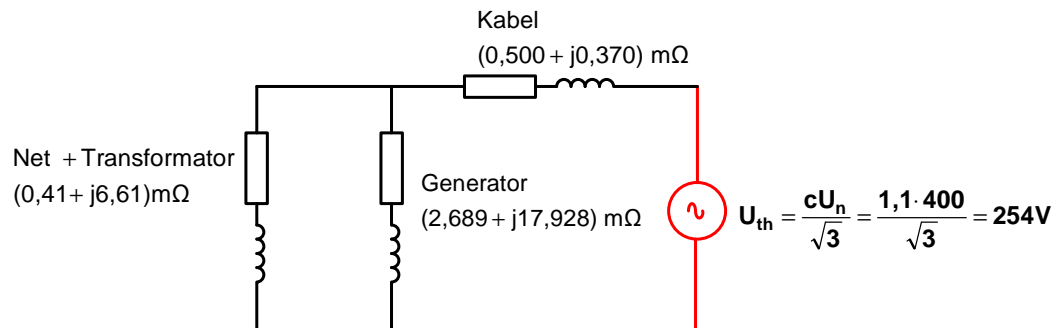 Kabel
(0,500 + j0,370) mΩ
Net + Transformator
(0,41+ j6,61)mΩ
Generator
(2,689 + j17,928) mΩ
U_th = cU_n/√3 = 1,1·400/√3 = 254V